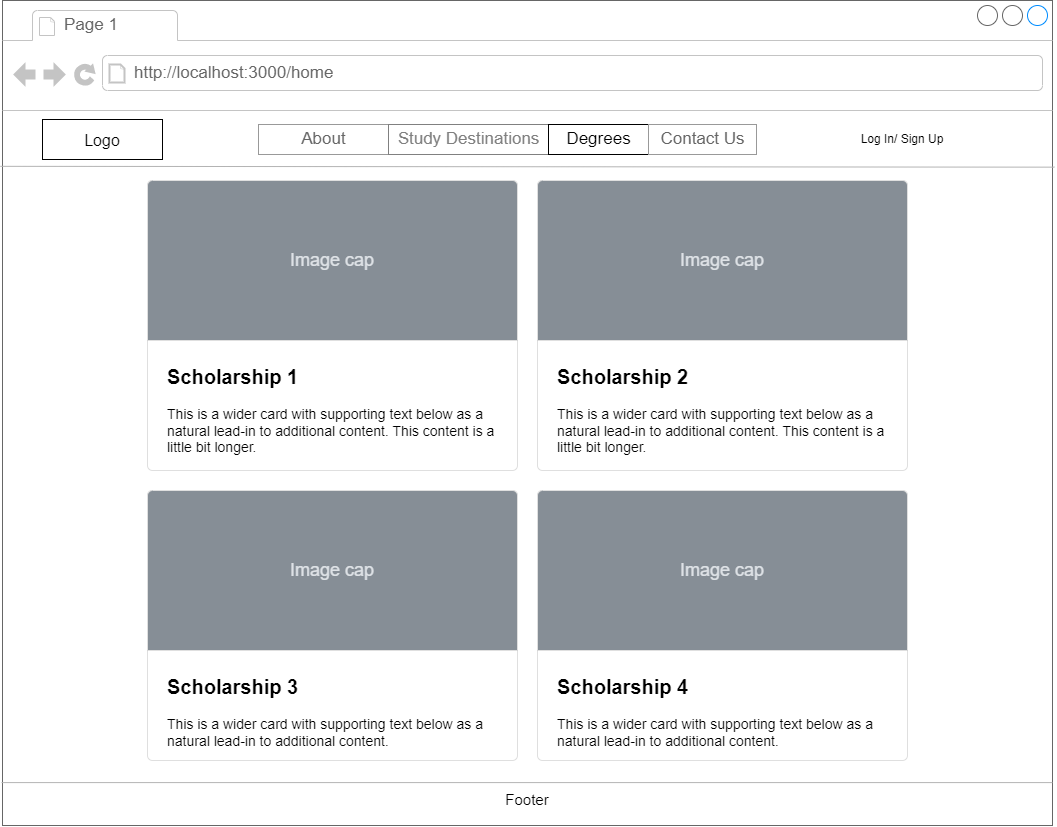 Page 1
http://localhost:3000/home
Logo
About
Study Destinations
Degrees
Contact Us
Log In/ Sign Up
Image cap
Scholarship 1
This is a wider card with supporting text below as a
natural lead-in to additional content. This content is a
little bit longer.
Image cap
Scholarship 2
This is a wider card with supporting text below as a
natural lead-in to additional content. This content is a
little bit longer.
Image cap
Scholarship 3
This is a wider card with supporting text below as a
natural lead-in to additional content.
Image cap
Scholarship 4
This is a wider card with supporting text below as a
natural lead-in to additional content.
Footer